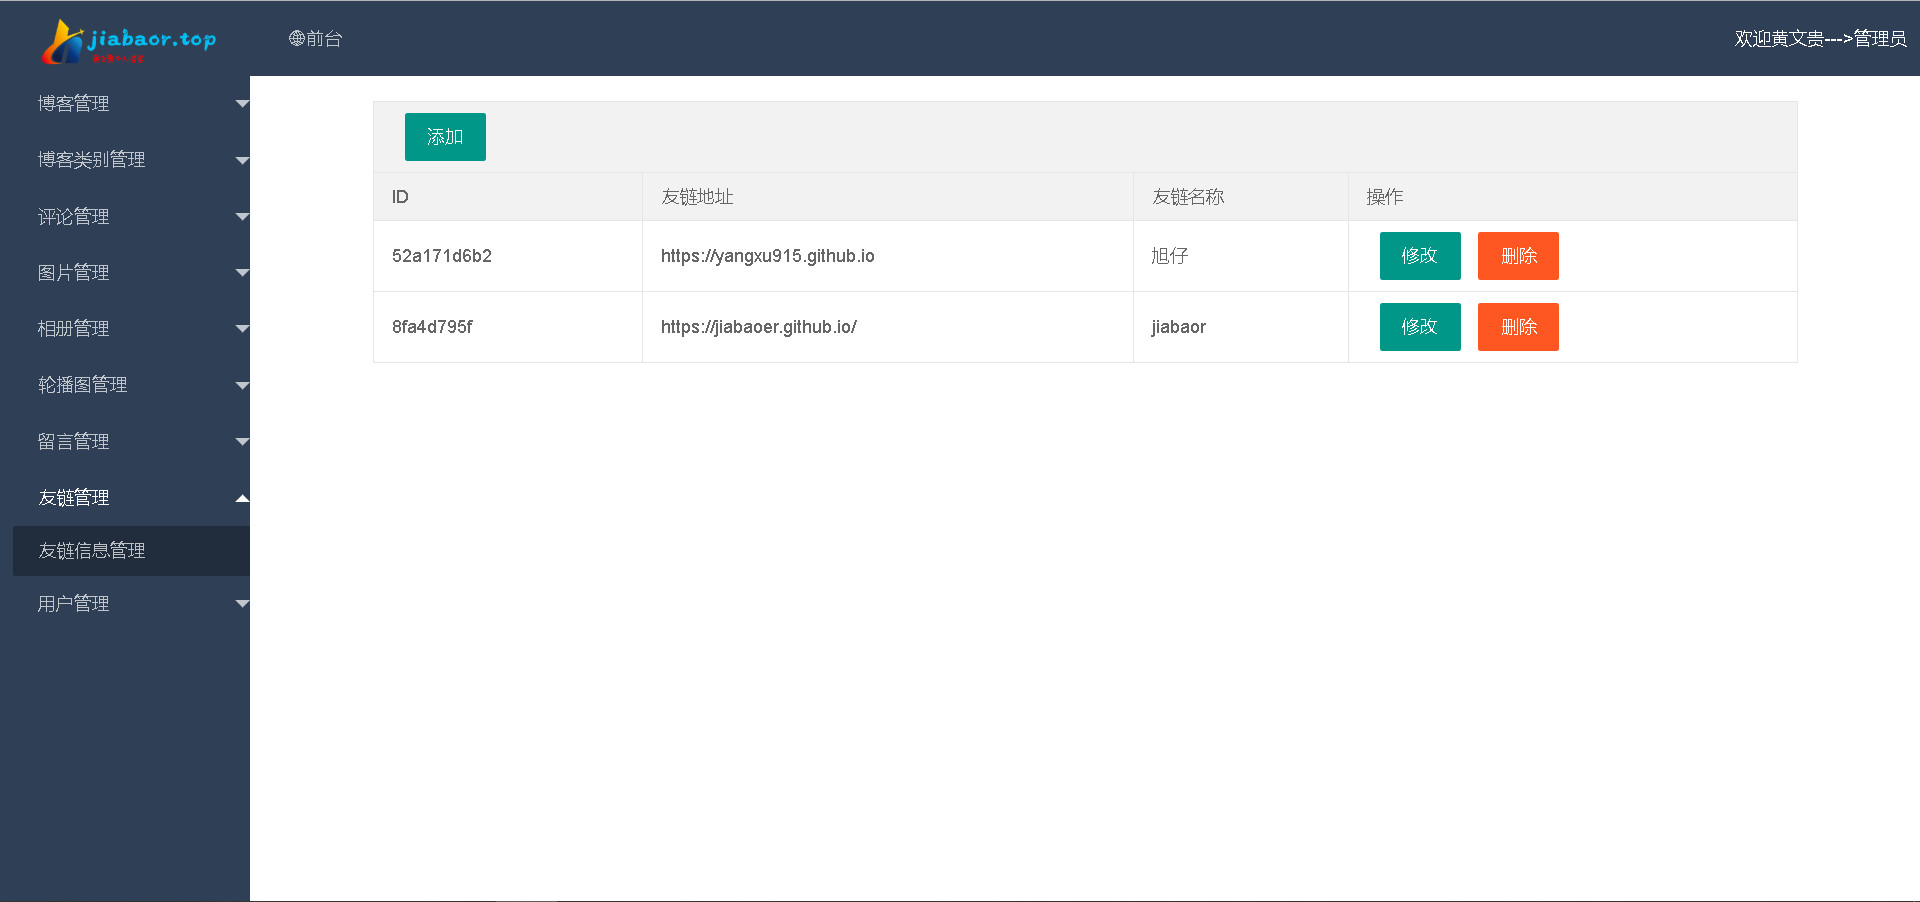 jiabaor.top
前台
欢迎黄文贵--->管理员
博客管理
博客类别管理
评论管理
图片管理
相册管理
轮播图管理
留言管理
友链管理
友链信息管理
用户管理
添加
ID 友链地址 友链名称 操作
52a171d6b2 https://yangxu915.github.io 旭仔 修改 删除
8fa4d795f https://jiabaoer.github.io/ jiabaor 修改 删除